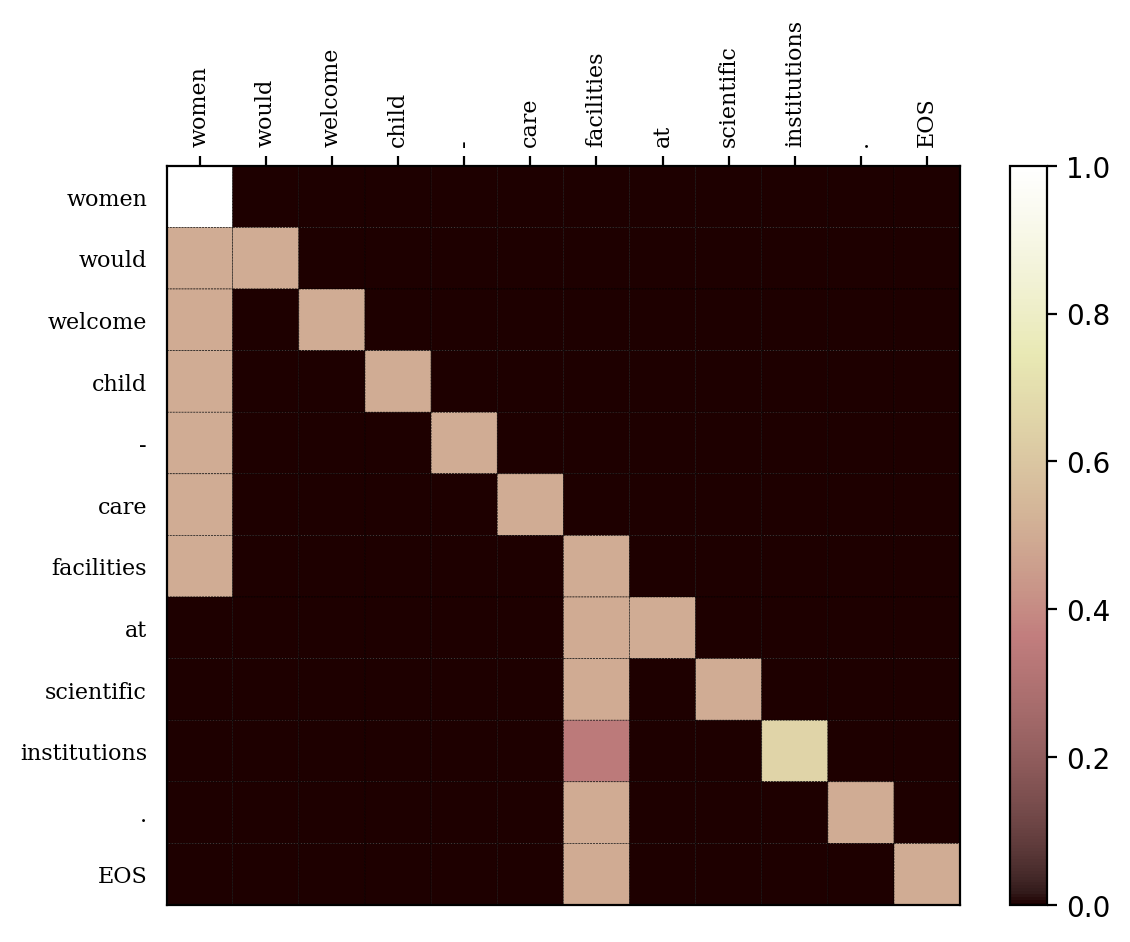 women
would
welcome
child
-
care
facilities
at
scientific
institutions
.
EOS
women
would
welcome
child
-
care
facilities
at
scientific
institutions
.
EOS
1.0
0.8
0.6
0.4
0.2
0.0